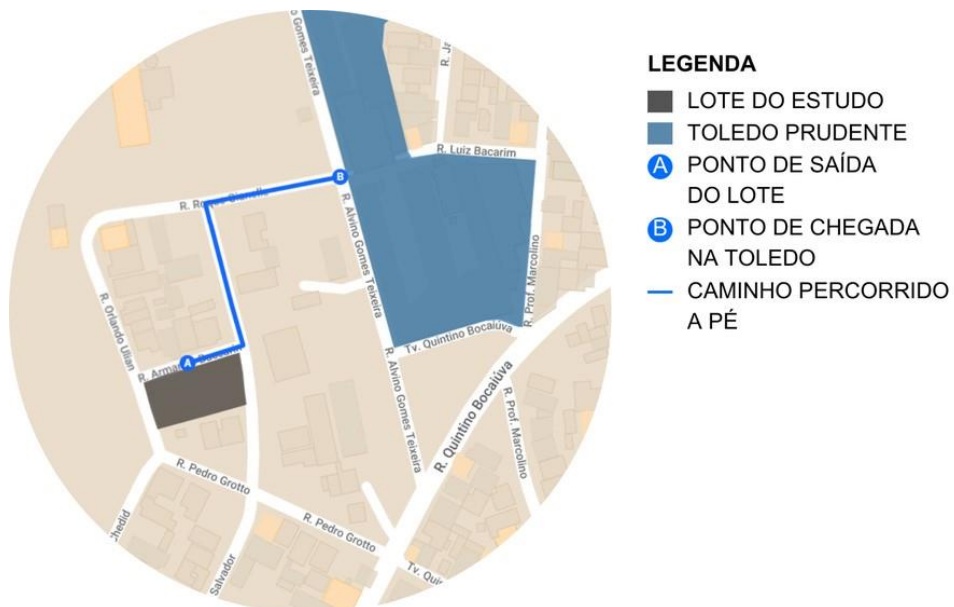 LEGENDA
LOTE DO ESTUDO
TOLEDO PRUDENTE
A PONTO DE SAÍDA
DO LOTE
B PONTO DE CHEGADA
NA TOLEDO
CAMINHO PERCORRIDO
A PÉ
Gomes Teixeira
R. Luiz Bacarim
B
R. Alvino Gomes Teixeira
R. Prof. Marcolino
R. Orlando Ulian
Tv. Quintino Bocaiúva
A
R. Alvino Gomes Teixeira
R. Quintino Bocaiúva
R. Prof. Marcolino
R. Pedro Grotto
R. Pedro Grotto
Salvador